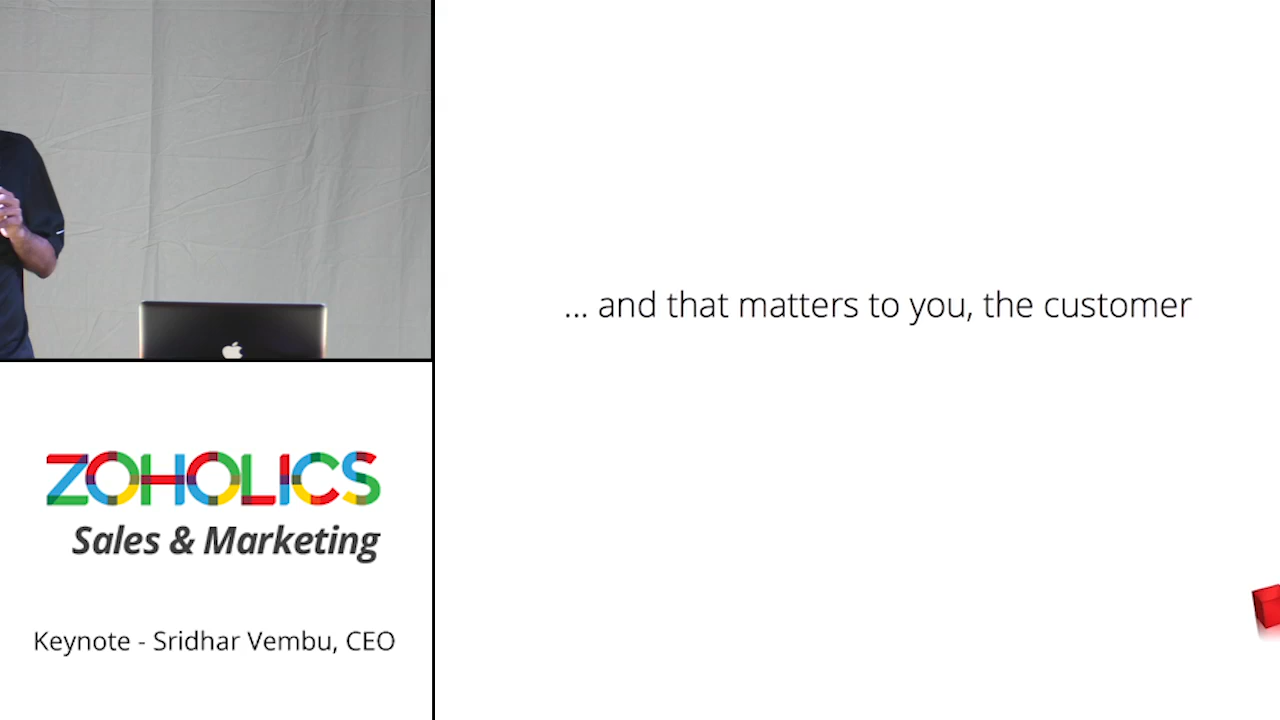 ... and that matters to you, the customer
ZOHOLICS
Sales & Marketing
Keynote - Sridhar Vembu, CEO